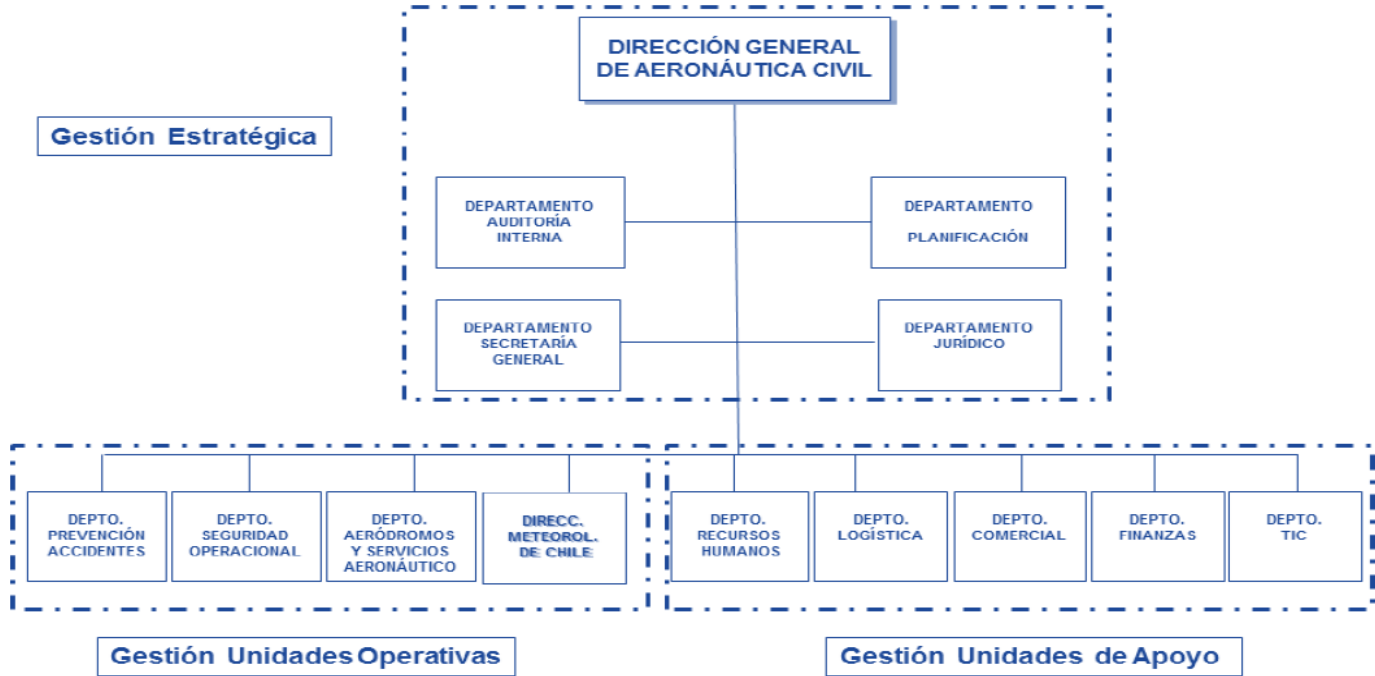 DIRECCIÓN GENERAL
DE AERONÁUTICA CIVIL
Gestión Estratégica
DEPARTAMENTO
AUDITORÍA
INTERNA
DEPARTAMENTO
PLANIFICACIÓN
DEPARTAMENTO
SECRETARÍA
GENERAL
DEPARTAMENTO
JURÍDICO
DEPTO.
PREVENCIÓN
ACCIDENTES
DEPTO.
SEGURIDAD
OPERACIONAL
DEPTO.
AERÓDROMOS
Y SERVICIOS
AERONÁUTICO
DIRECC.
METEOROL.
DE CHILE
DEPTO.
RECURSOS
HUMANOS
DEPTO.
LOGÍSTICA
DEPTO.
COMERCIAL
DEPTO.
FINANZAS
DEPTO.
TIC
Gestión Unidades Operativas
Gestión Unidades de Apoyo